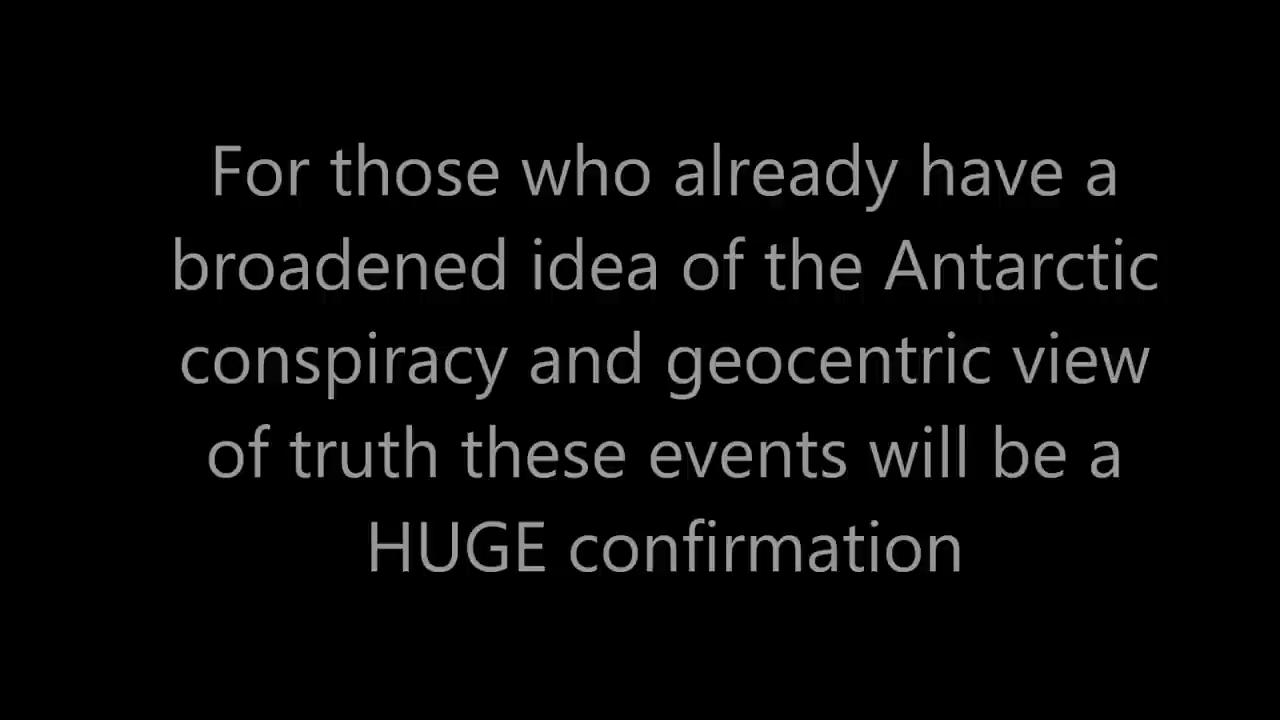 For those who already have a
broadened idea of the Antarctic
conspiracy and geocentric view
of truth these events will be a
HUGE confirmation